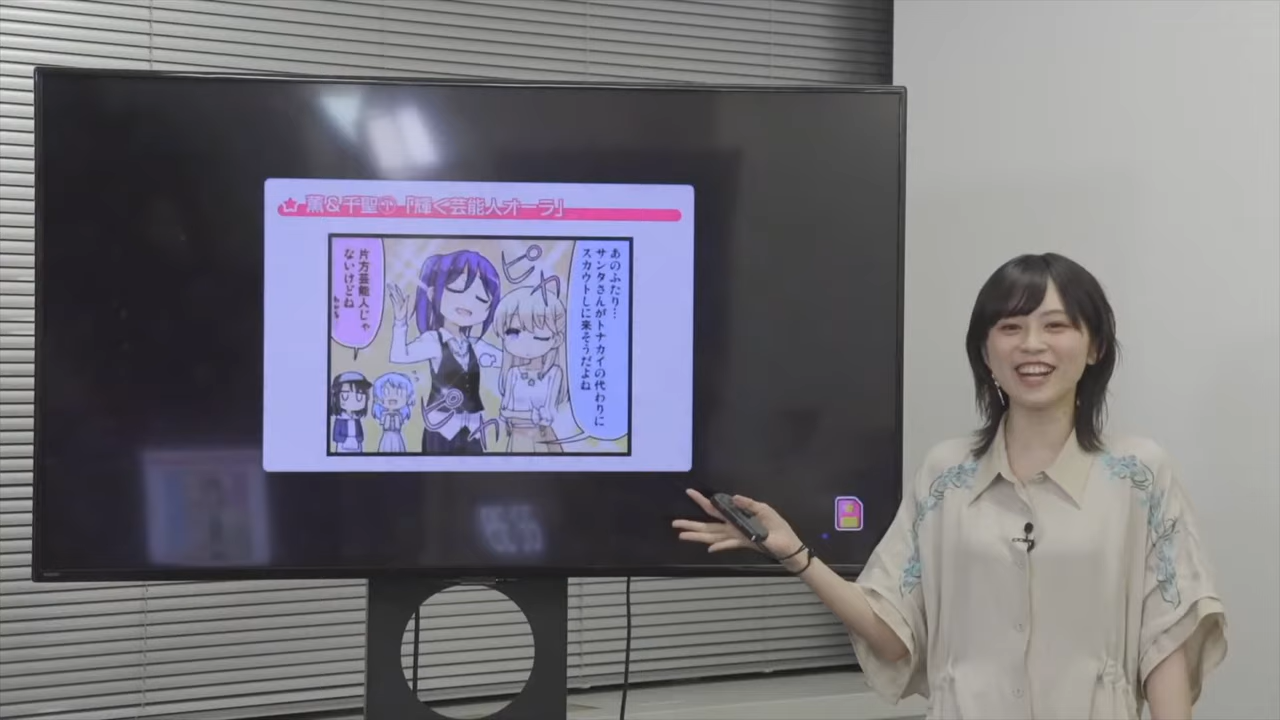 薫&千聖① 「輝く芸能人オーラ」
あのふたり…
サンタさんがトナカイの代わりに
スカウトしに来そうだよね
ピカ
ピカ
片方芸能人じゃ
ないけどね